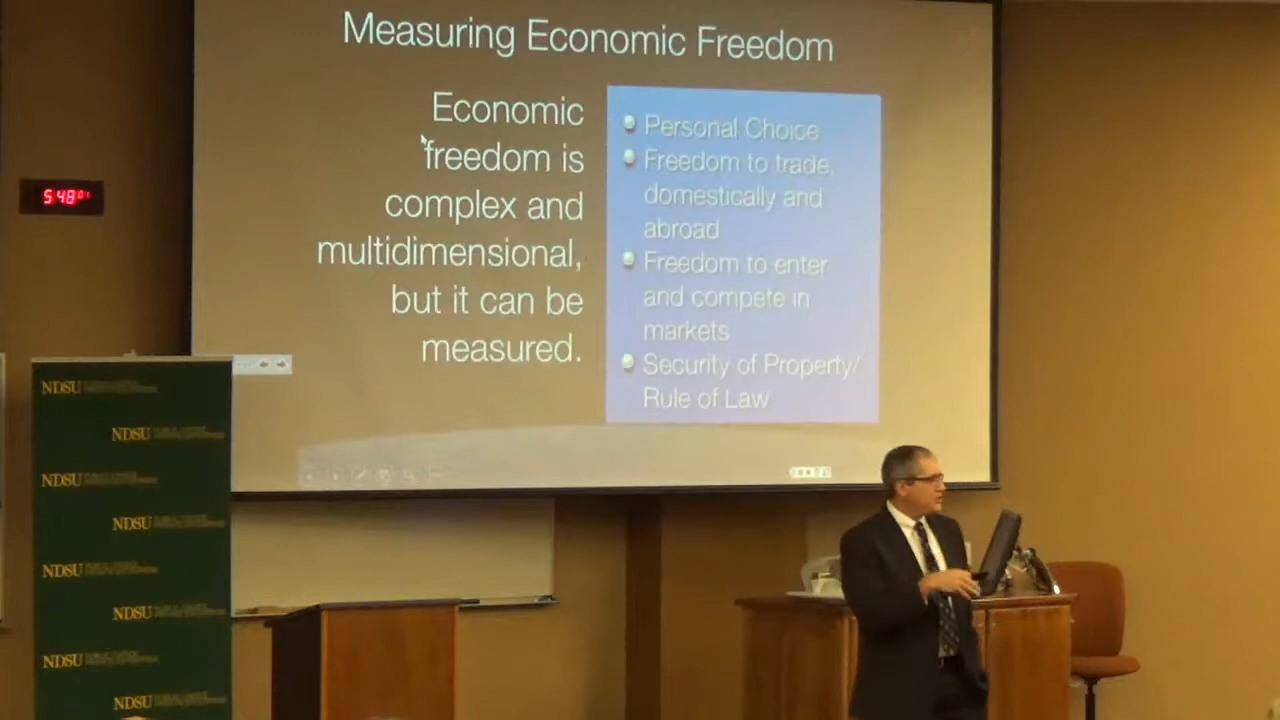 Measuring Economic Freedom
Economic
freedom is
complex and
multidimensional,
but it can be
measured.
Personal Choice
Freedom to trade,
domestically and
abroad
Freedom to enter
and compete in
markets
Security of Property/
Rule of Law
5:48:01
NDSU
NDSU
NDSU
NDSU
NDSU
NDSU
NDSU
NDSU